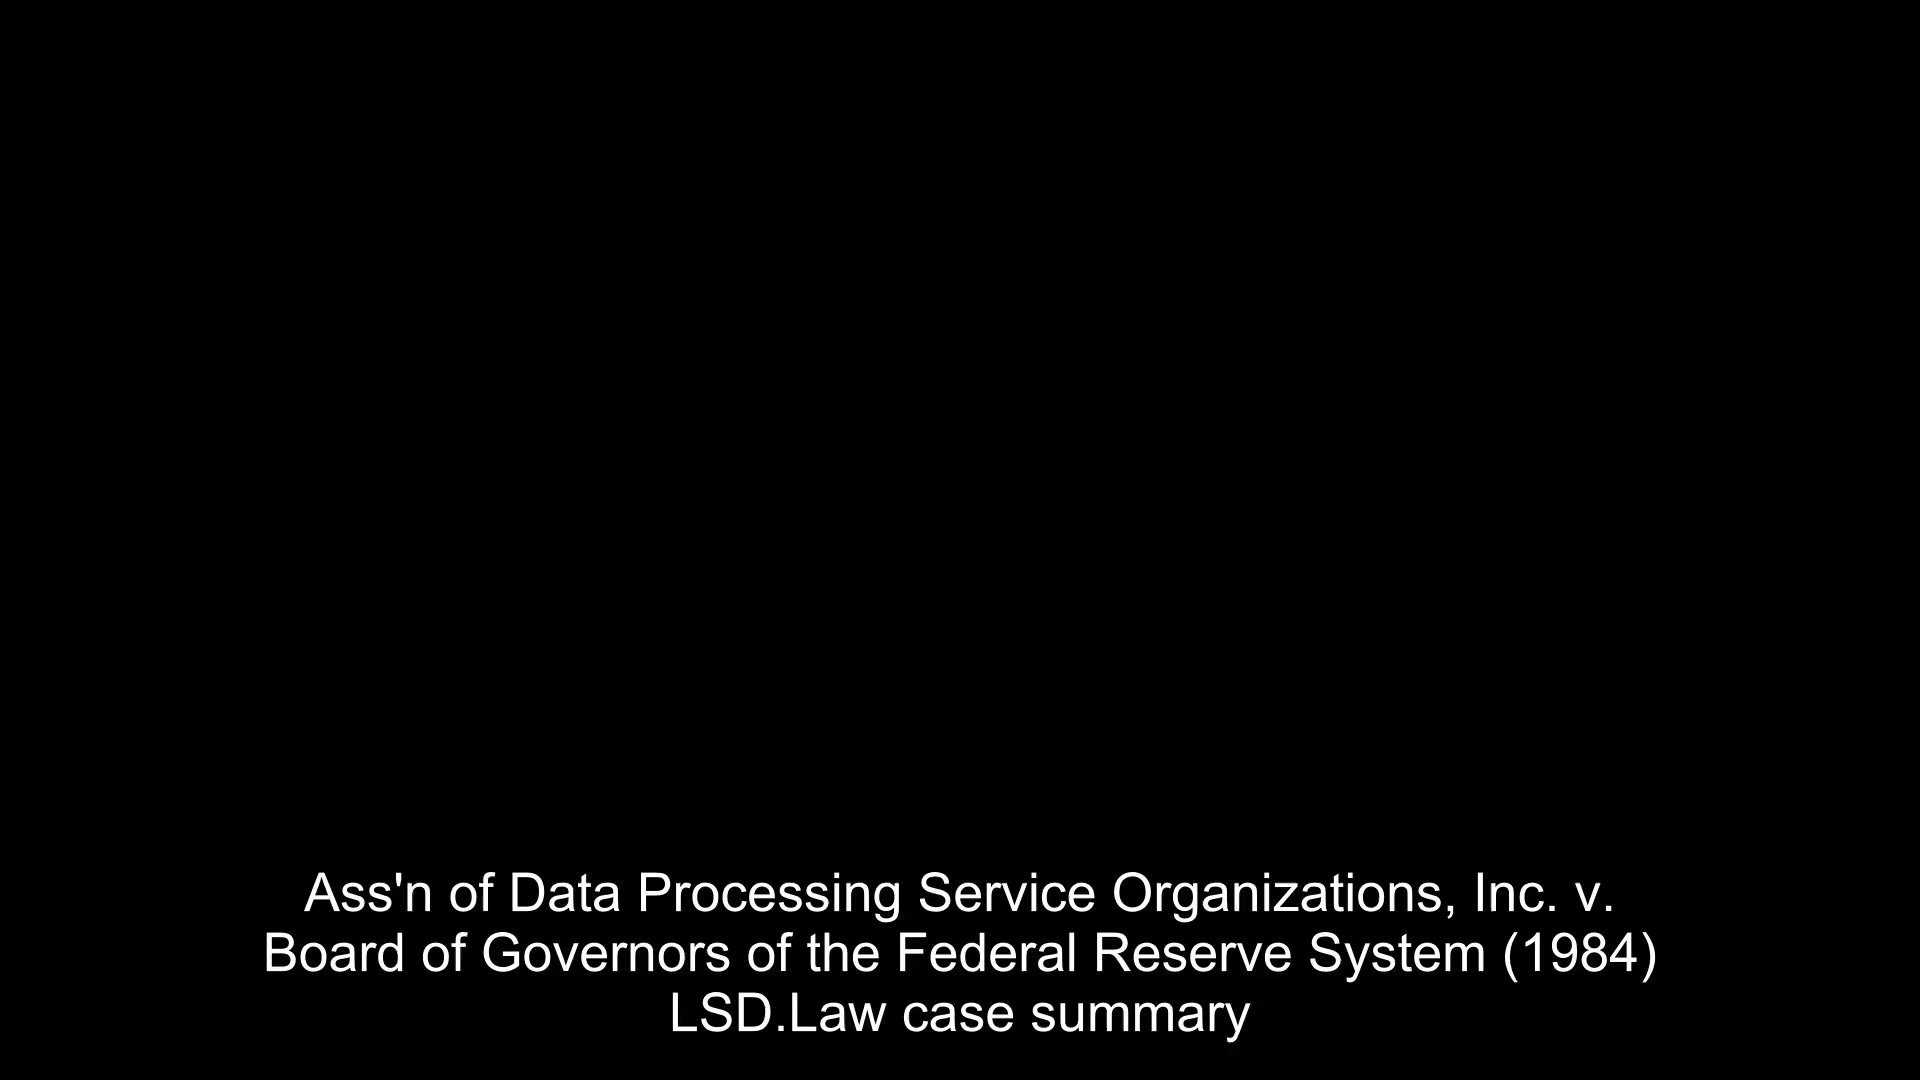 Ass'n of Data Processing Service Organizations, Inc. v.
Board of Governors of the Federal Reserve System (1984)
LSD.Law case summary